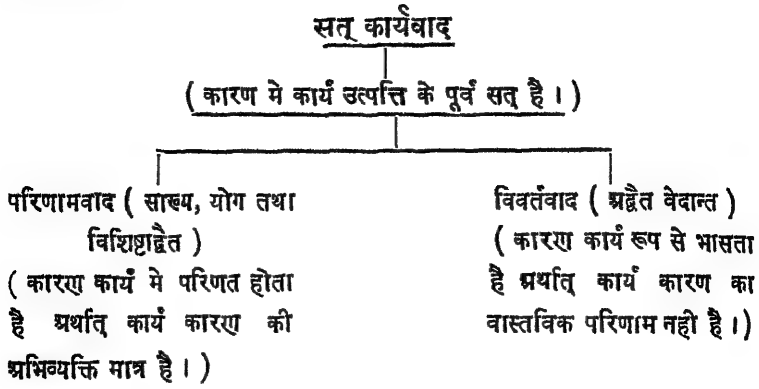 सत् कार्यवाद
( कारण मे कार्य उत्पत्ति के पूर्व सत् है । )
परिणामवाद ( साख्य, योग तथा
विशिष्टाद्वैत )
( कारण कार्य मे परिणत होता
है अर्थात् कार्य कारण की
अभिव्यक्ति मात्र है । )
विवर्तवाद ( अद्वैत वेदान्त )
( कारण कार्य रूप से भासता
है अर्थात् कार्य कारण का
वास्तविक परिणाम नही है । )